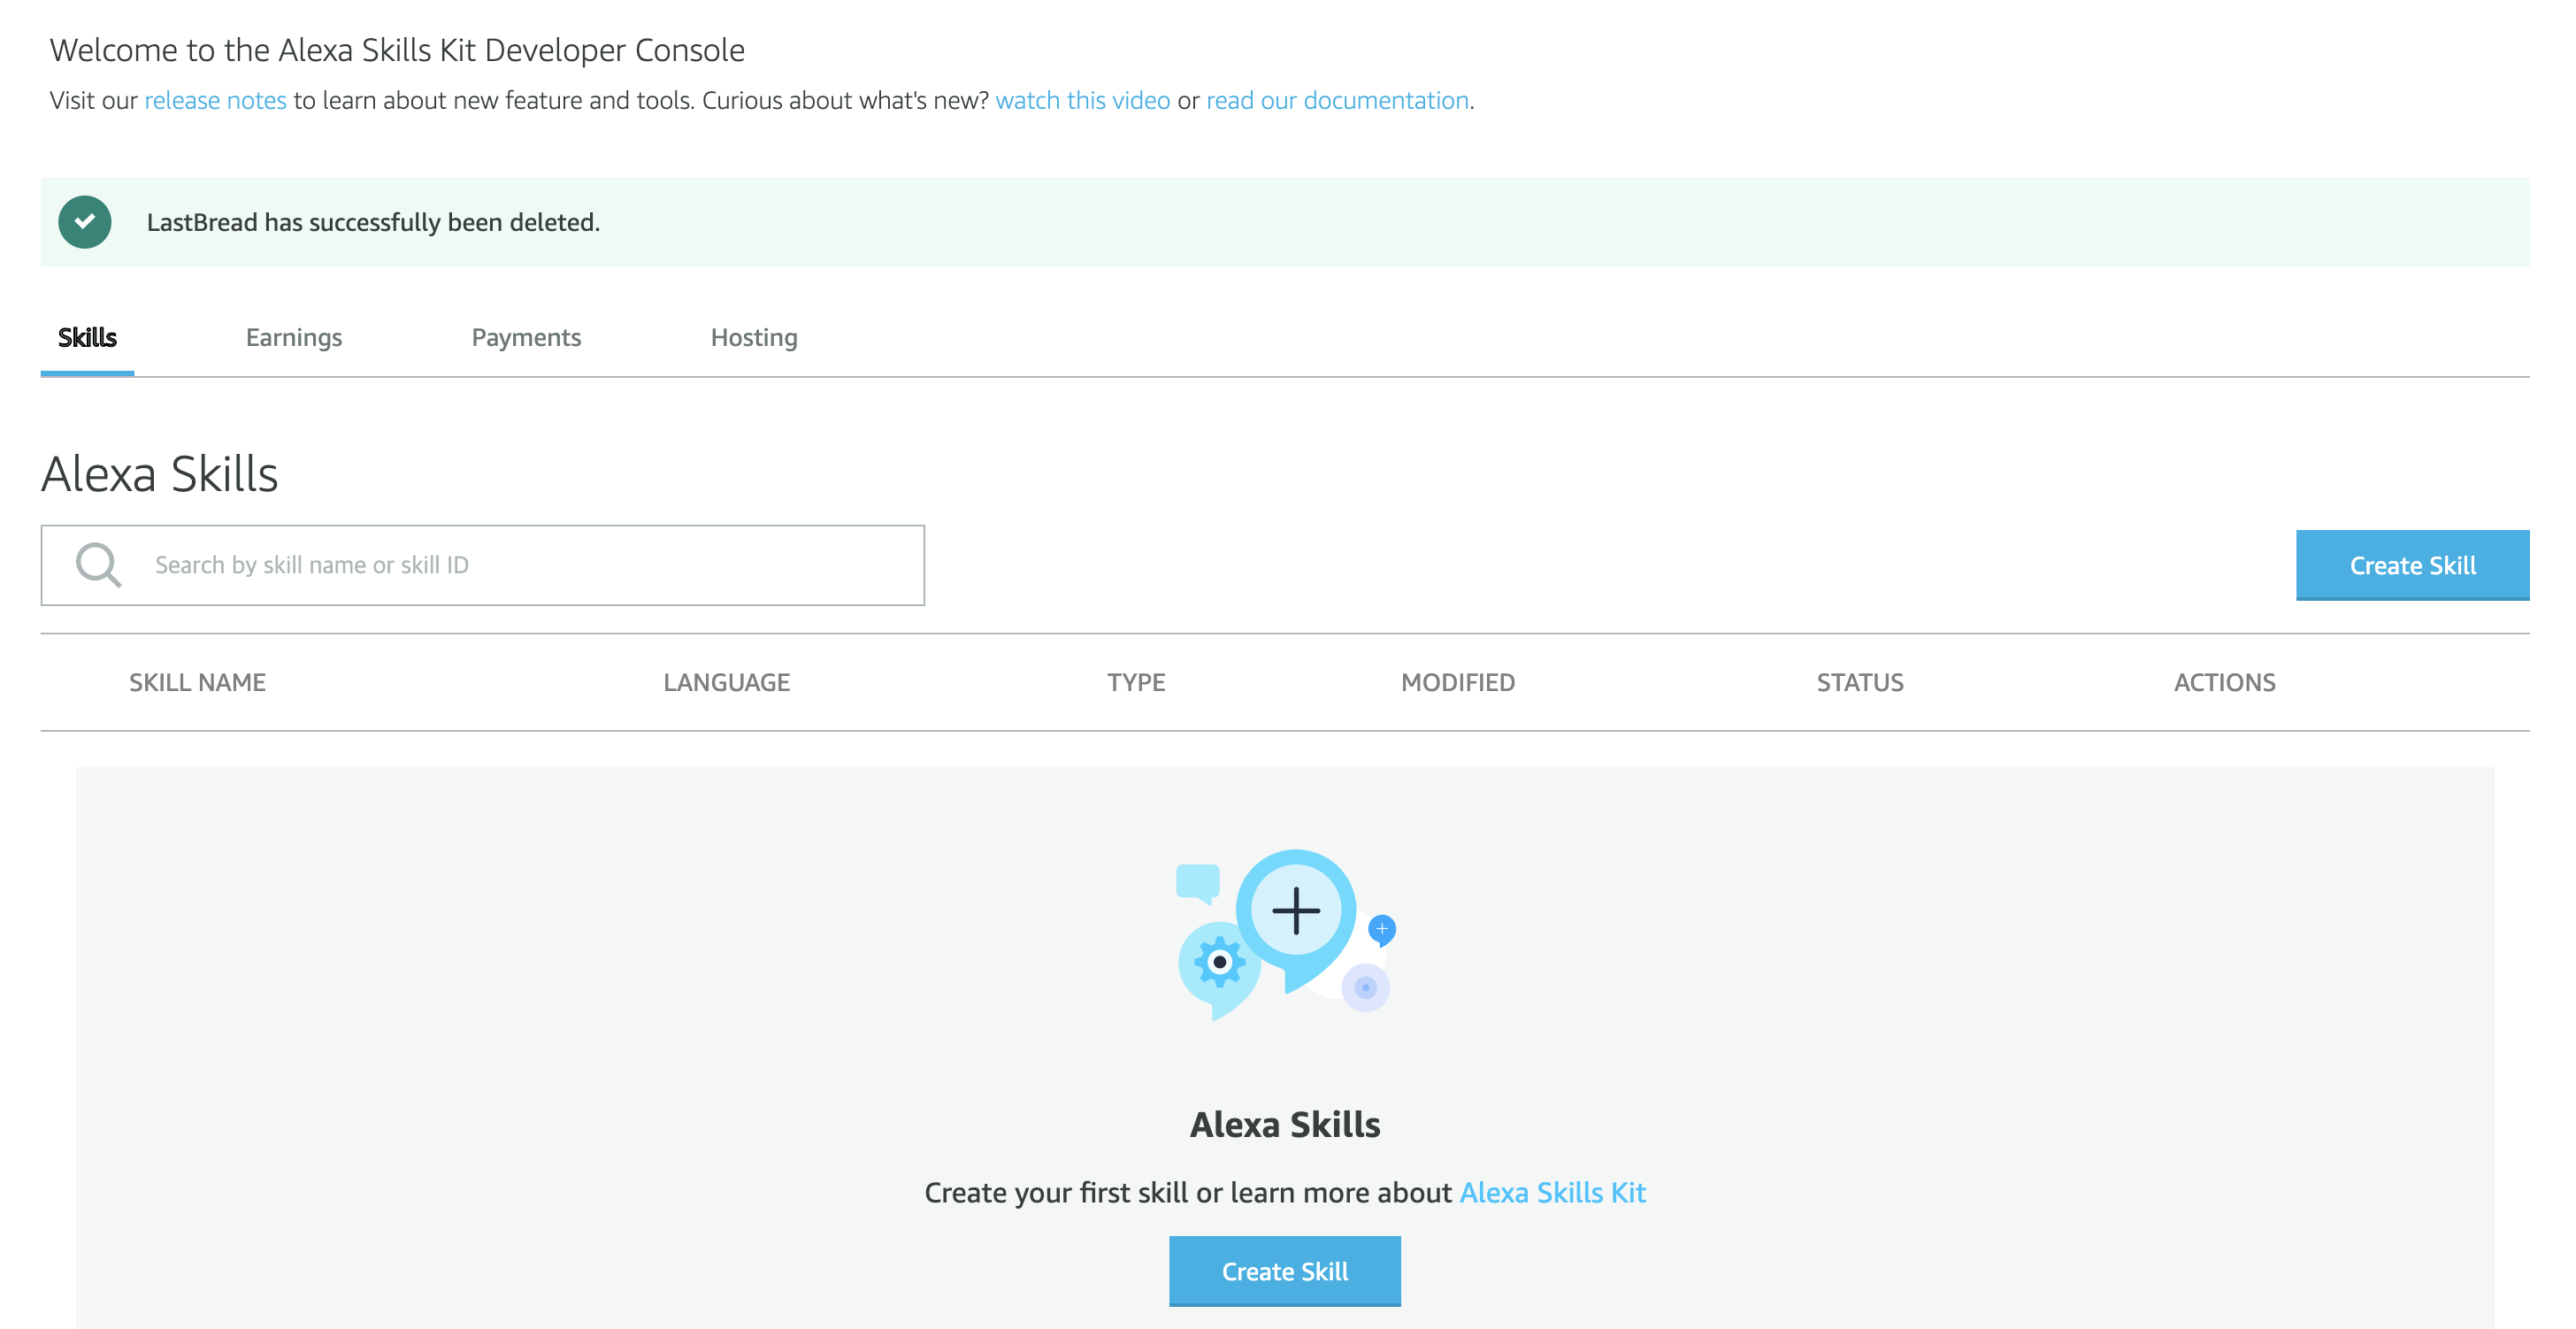 Welcome to the Alexa Skills Kit Developer Console
Visit our release notes to learn about new feature and tools. Curious about what's new? watch this video or read our documentation.
LastBread has successfully been deleted.
Skills Earnings Payments Hosting
Alexa Skills
Search by skill name or skill ID
Create Skill
SKILL NAME LANGUAGE TYPE MODIFIED STATUS ACTIONS
Alexa Skills
Create your first skill or learn more about Alexa Skills Kit
Create Skill